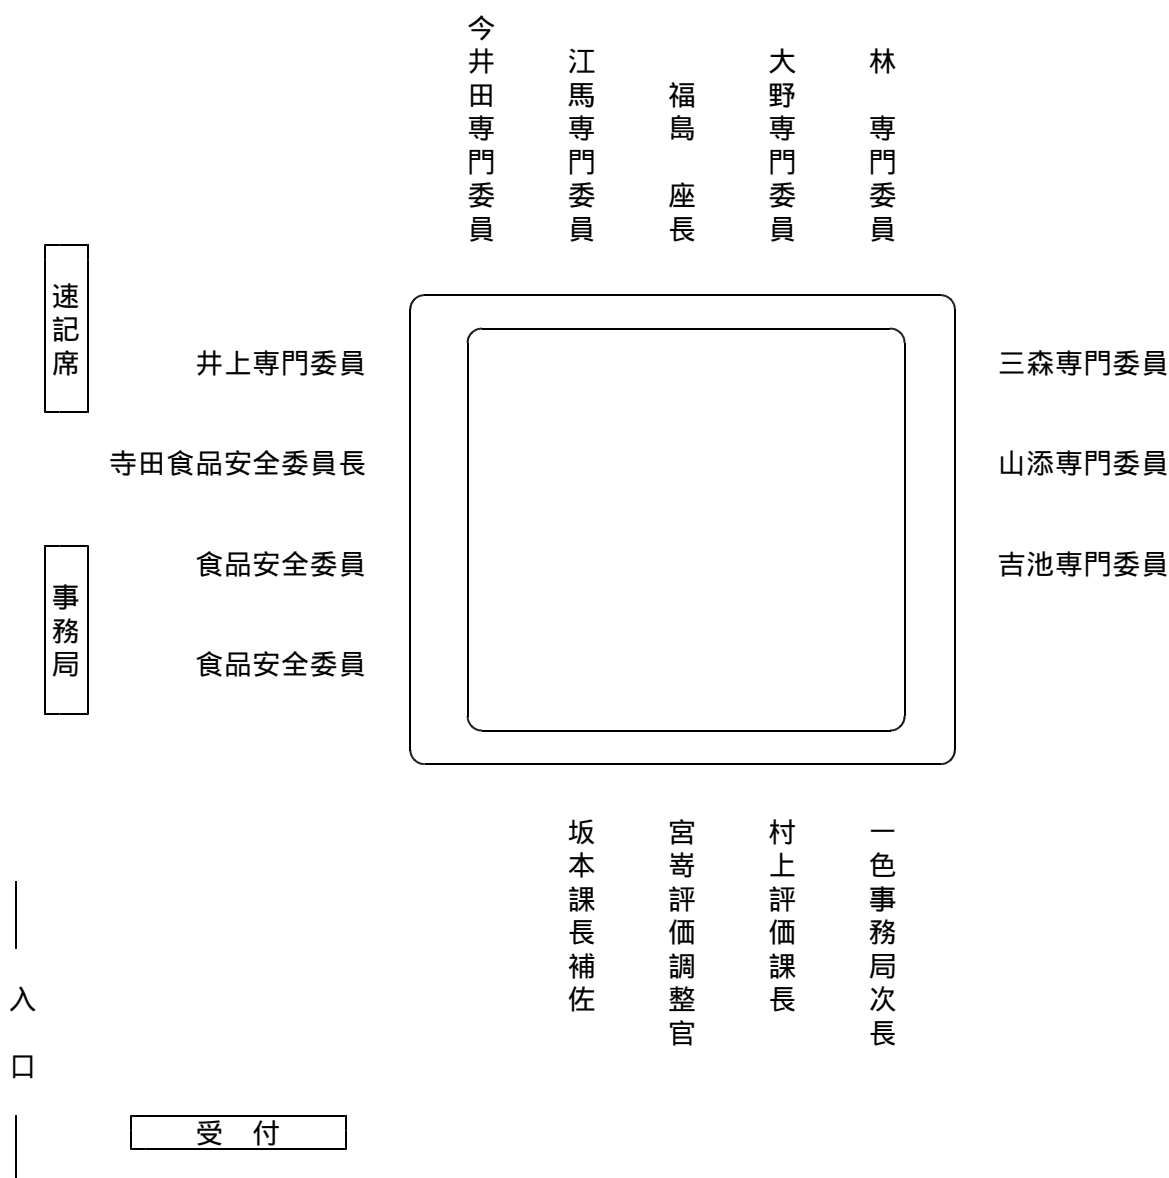 今井田専門委員
江馬専門委員
福島　座長
大野専門委員
林　専門委員
速記席
井上専門委員
三森専門委員
寺田食品安全委員長
山添専門委員
事務局
食品安全委員
吉池専門委員
食品安全委員
坂本課長補佐
宮嵜評価調整官
村上評価課長
一色事務局次長
入口
受　付